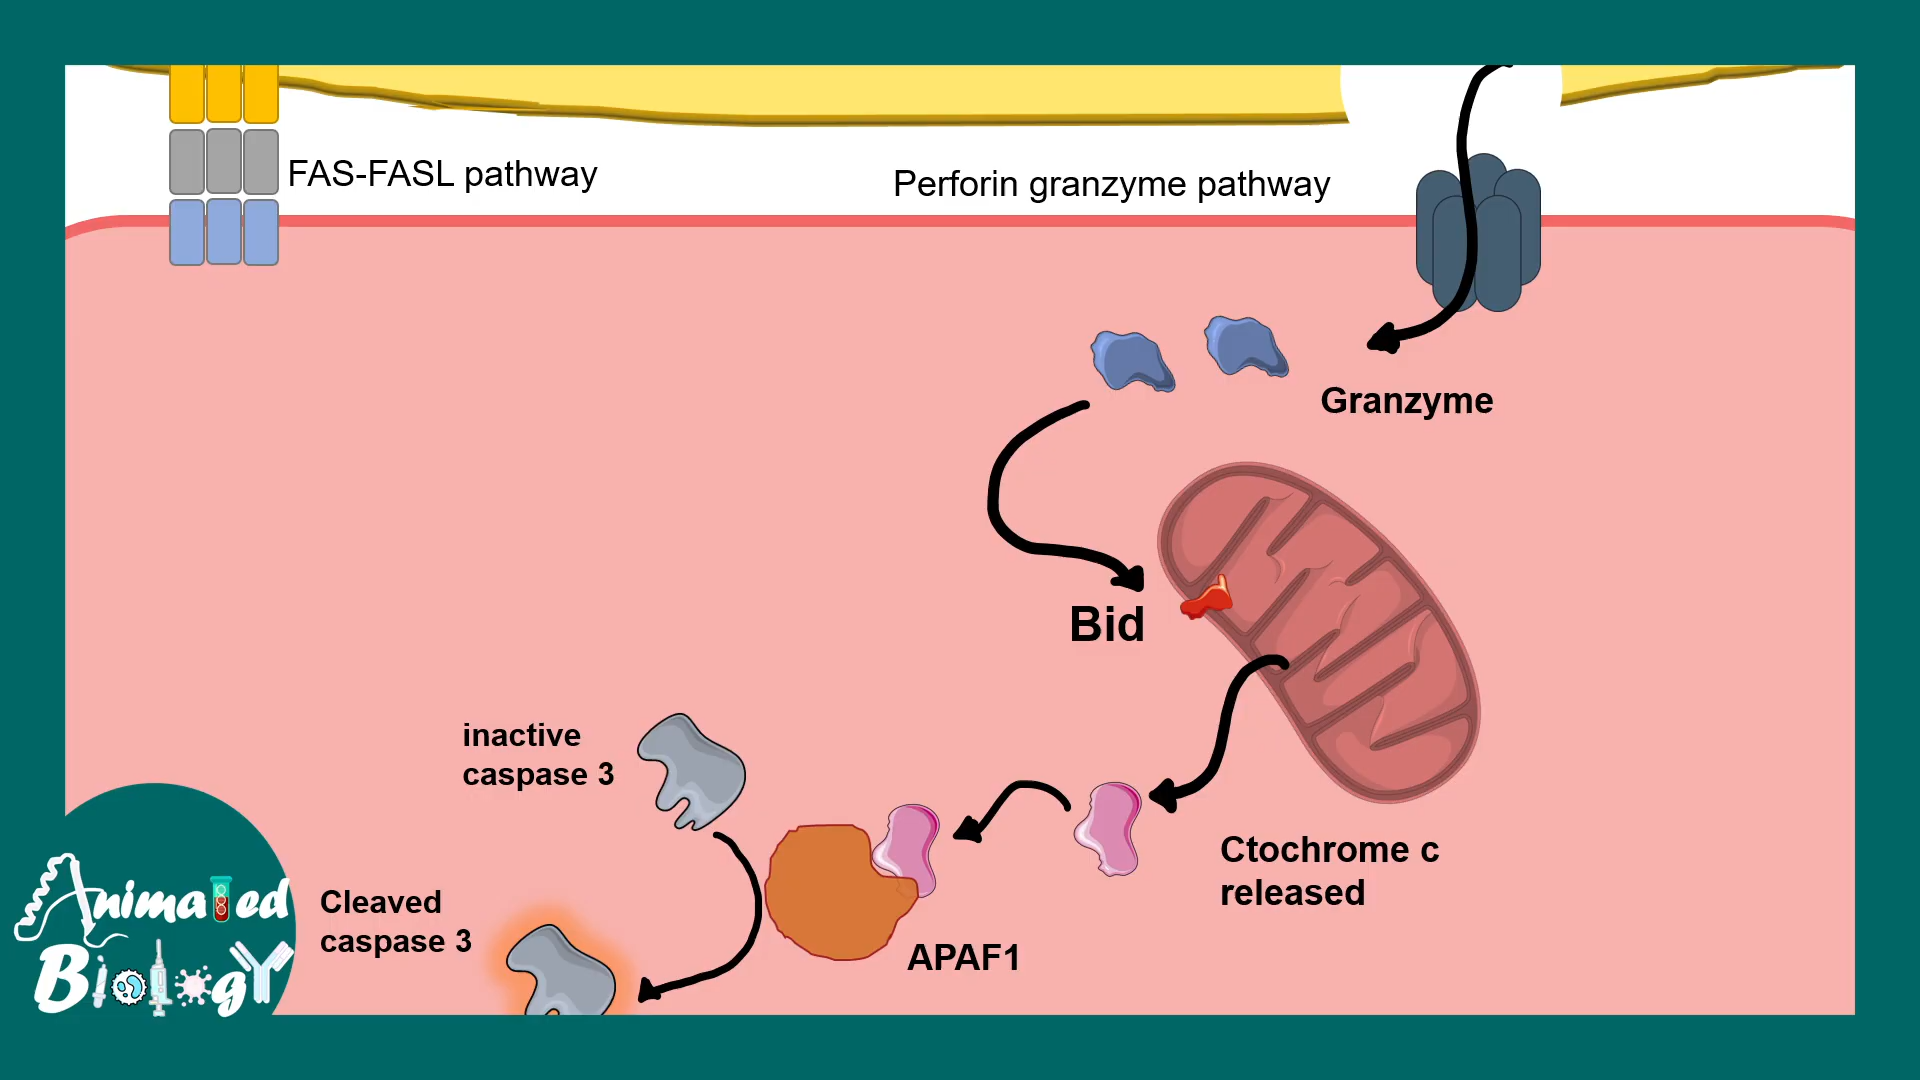 FAS-FASL pathway
Perforin granzyme pathway
Granzyme
Bid
inactive
caspase 3
Ctochrome c
released
Cleaved
caspase 3
APAF1
Animated
Biology